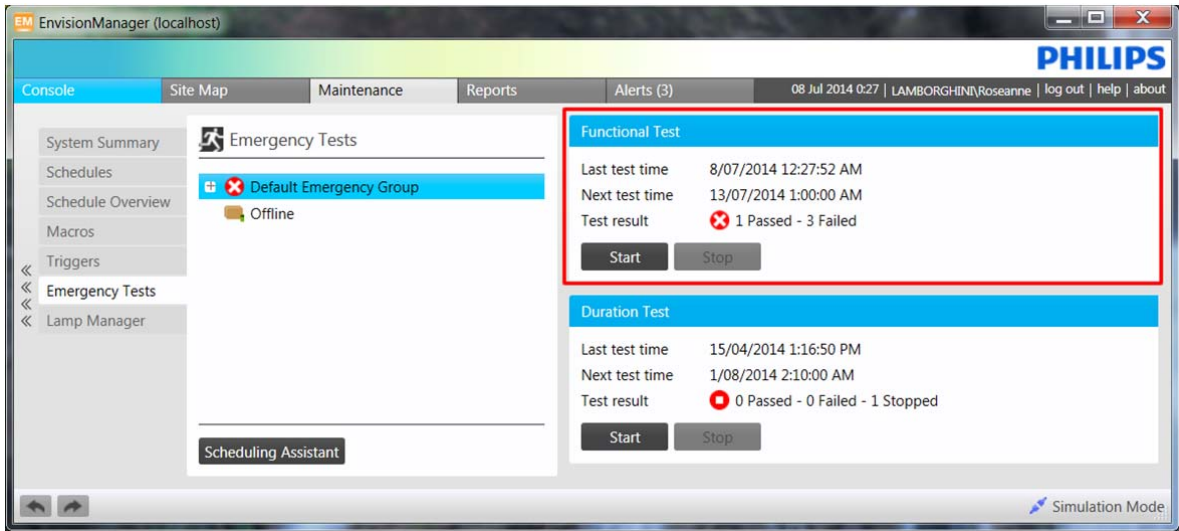 EM EnvisionManager (localhost)
PHILIPS
Console Site Map Maintenance Reports Alerts (3) 08 Jul 2014 0:27 | LAMBORGHINI\Roseanne | log out | help | about
System Summary
Schedules
Schedule Overview
Macros
Triggers
Emergency Tests
Lamp Manager
Emergency Tests
Default Emergency Group
Offline
Scheduling Assistant
Functional Test
Last test time 8/07/2014 12:27:52 AM
Next test time 13/07/2014 1:00:00 AM
Test result 1 Passed - 3 Failed
Start Stop
Duration Test
Last test time 15/04/2014 1:16:50 PM
Next test time 1/08/2014 2:10:00 AM
Test result 0 Passed - 0 Failed - 1 Stopped
Start Stop
Simulation Mode